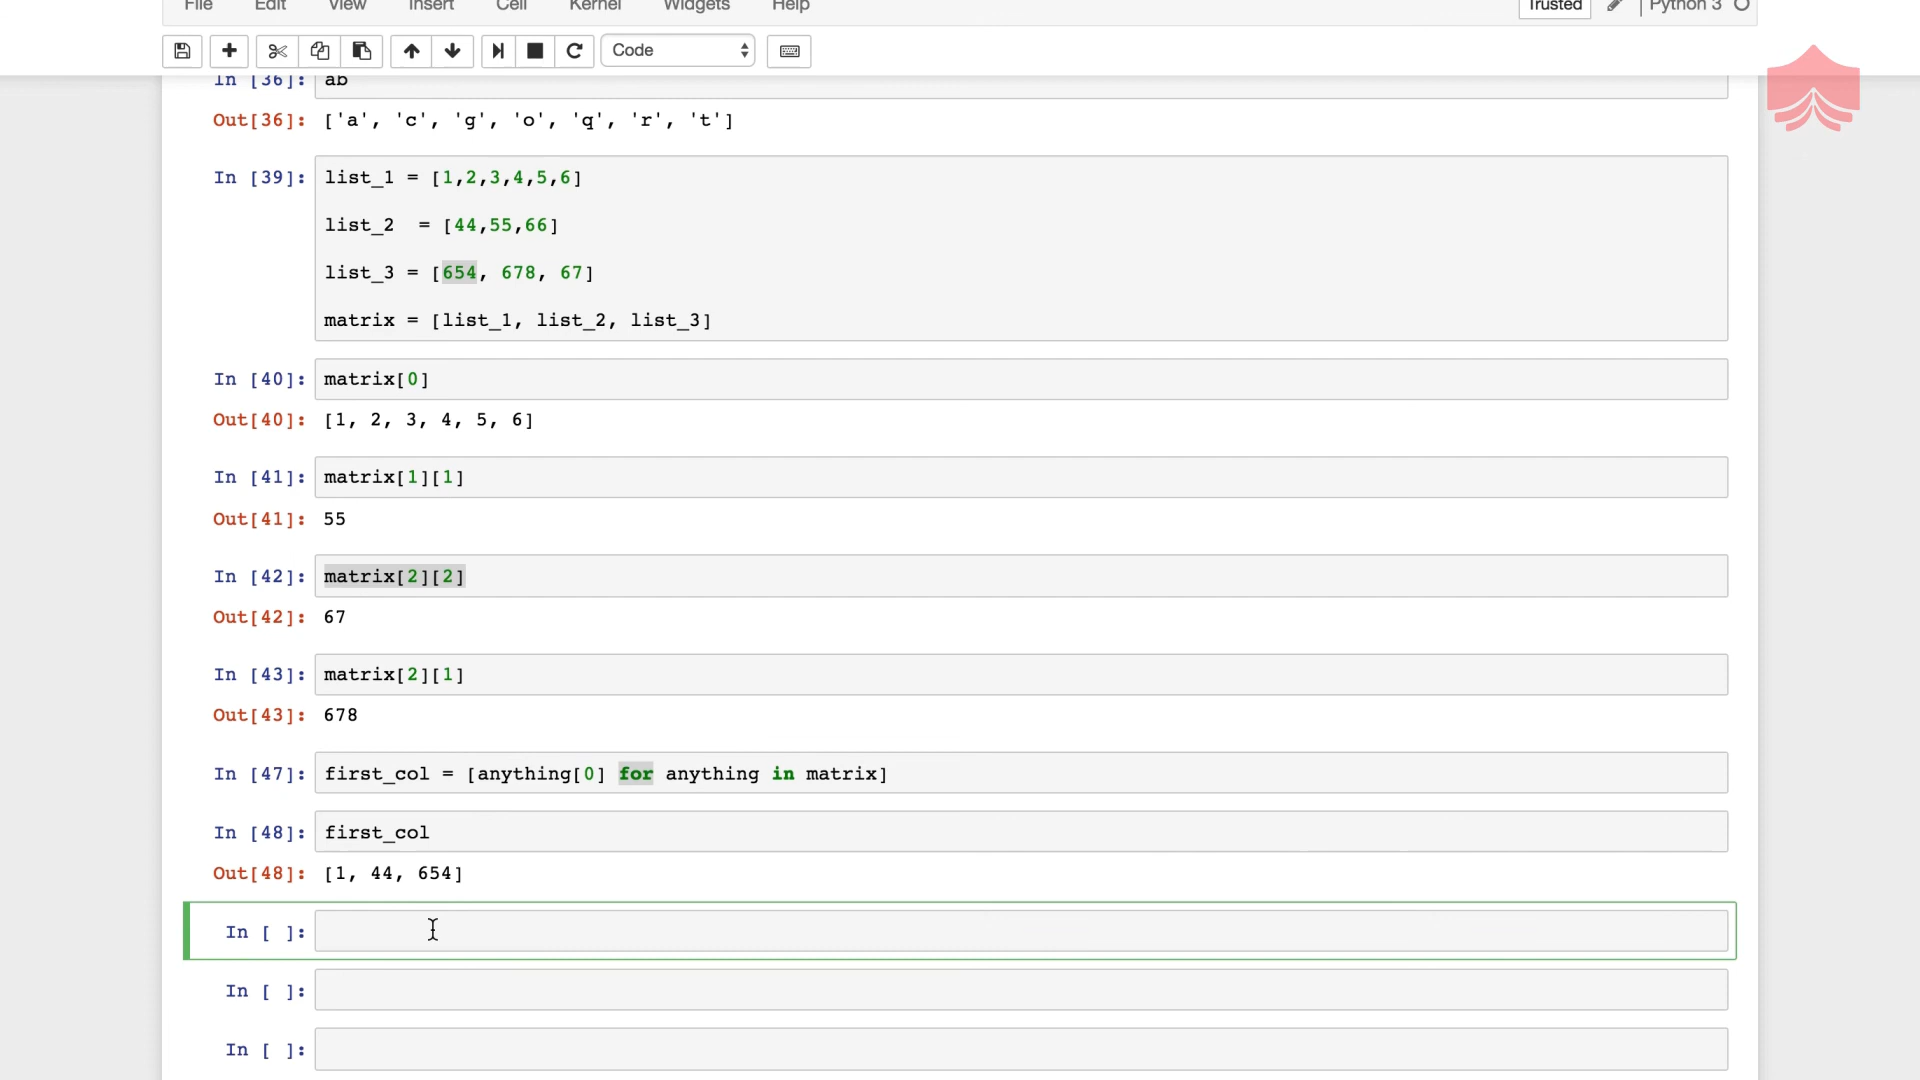 File Edit View Insert Cell Kernel Widgets Help Trusted Python 3
Code
In [36]: ab
Out[36]: ['a', 'c', 'g', 'o', 'q', 'r', 't']
In [39]: list_1 = [1,2,3,4,5,6]
list_2  = [44,55,66]
list_3 = [654, 678, 67]
matrix = [list_1, list_2, list_3]
In [40]: matrix[0]
Out[40]: [1, 2, 3, 4, 5, 6]
In [41]: matrix[1][1]
Out[41]: 55
In [42]: matrix[2][2]
Out[42]: 67
In [43]: matrix[2][1]
Out[43]: 678
In [47]: first_col = [anything[0] for anything in matrix]
In [48]: first_col
Out[48]: [1, 44, 654]
In [ ]:
In [ ]:
In [ ]: